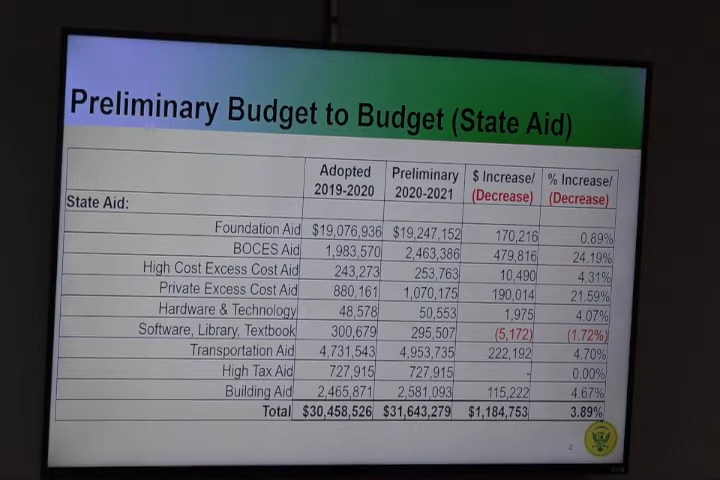 Preliminary Budget to Budget (State Aid)
Adopted Preliminary $ Increase/ % Increase/
2019-2020 2020-2021 (Decrease) (Decrease)
State Aid:
Foundation Aid $19,076,936 $19,247,152 170,216 0.89%
BOCES Aid 1,983,570 2,463,386 479,816 24.19%
High Cost Excess Cost Aid 243,273 253,763 10,490 4.31%
Private Excess Cost Aid 880,161 1,070,175 190,014 21.59%
Hardware & Technology 48,578 50,553 1,975 4.07%
Software, Library, Textbook 300,679 295,507 (5,172) (1.72%)
Transportation Aid 4,731,543 4,953,735 222,192 4.70%
High Tax Aid 727,915 727,915 - 0.00%
Building Aid 2,465,871 2,581,093 115,222 4.67%
Total $30,458,526 $31,643,279 $1,184,753 3.89%